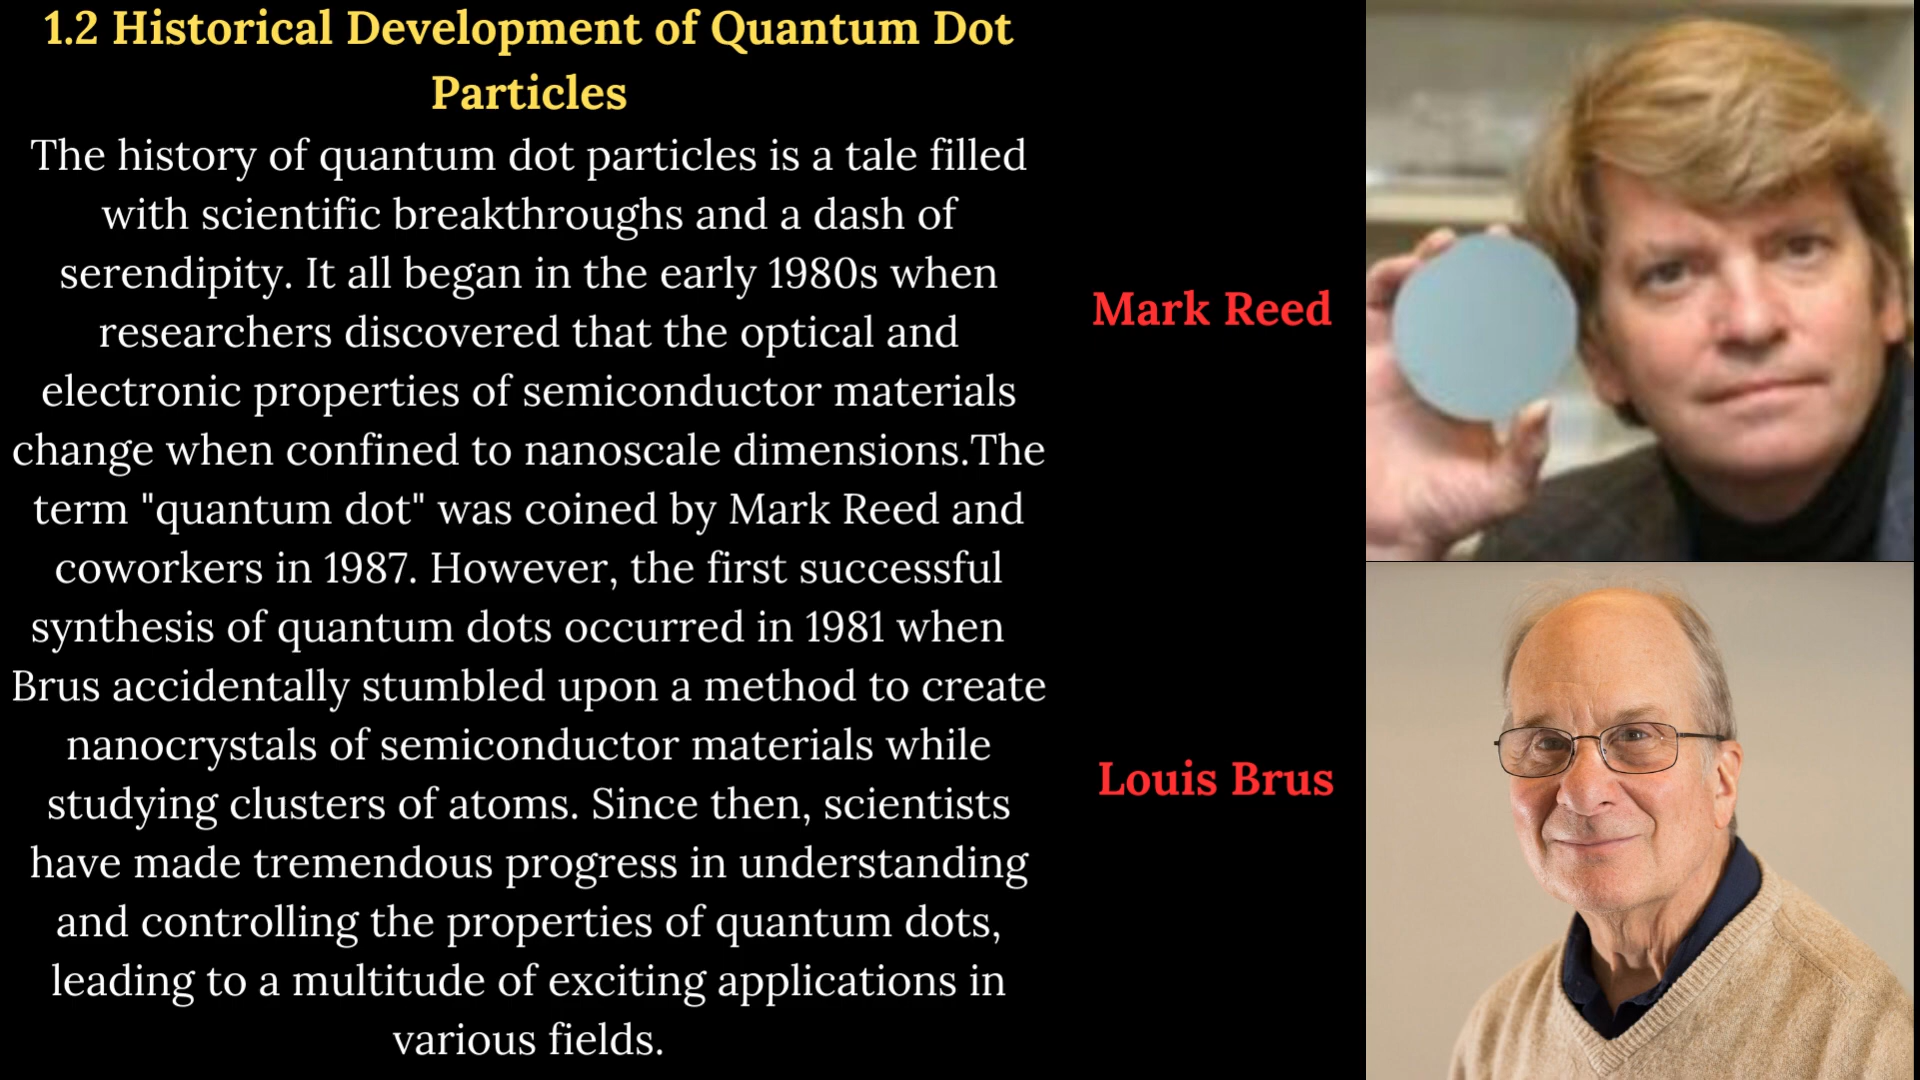 1.2 Historical Development of Quantum Dot
Particles
The history of quantum dot particles is a tale filled
with scientific breakthroughs and a dash of
serendipity. It all began in the early 1980s when
researchers discovered that the optical and
electronic properties of semiconductor materials
change when confined to nanoscale dimensions.The
term "quantum dot" was coined by Mark Reed and
coworkers in 1987. However, the first successful
synthesis of quantum dots occurred in 1981 when
Brus accidentally stumbled upon a method to create
nanocrystals of semiconductor materials while
studying clusters of atoms. Since then, scientists
have made tremendous progress in understanding
and controlling the properties of quantum dots,
leading to a multitude of exciting applications in
various fields.
Mark Reed
Louis Brus